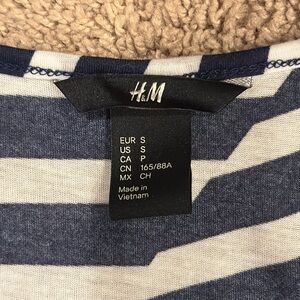 H&M
EUR S
US S
CA P
CN 165/88A
MX CH
Made in
Vietnam